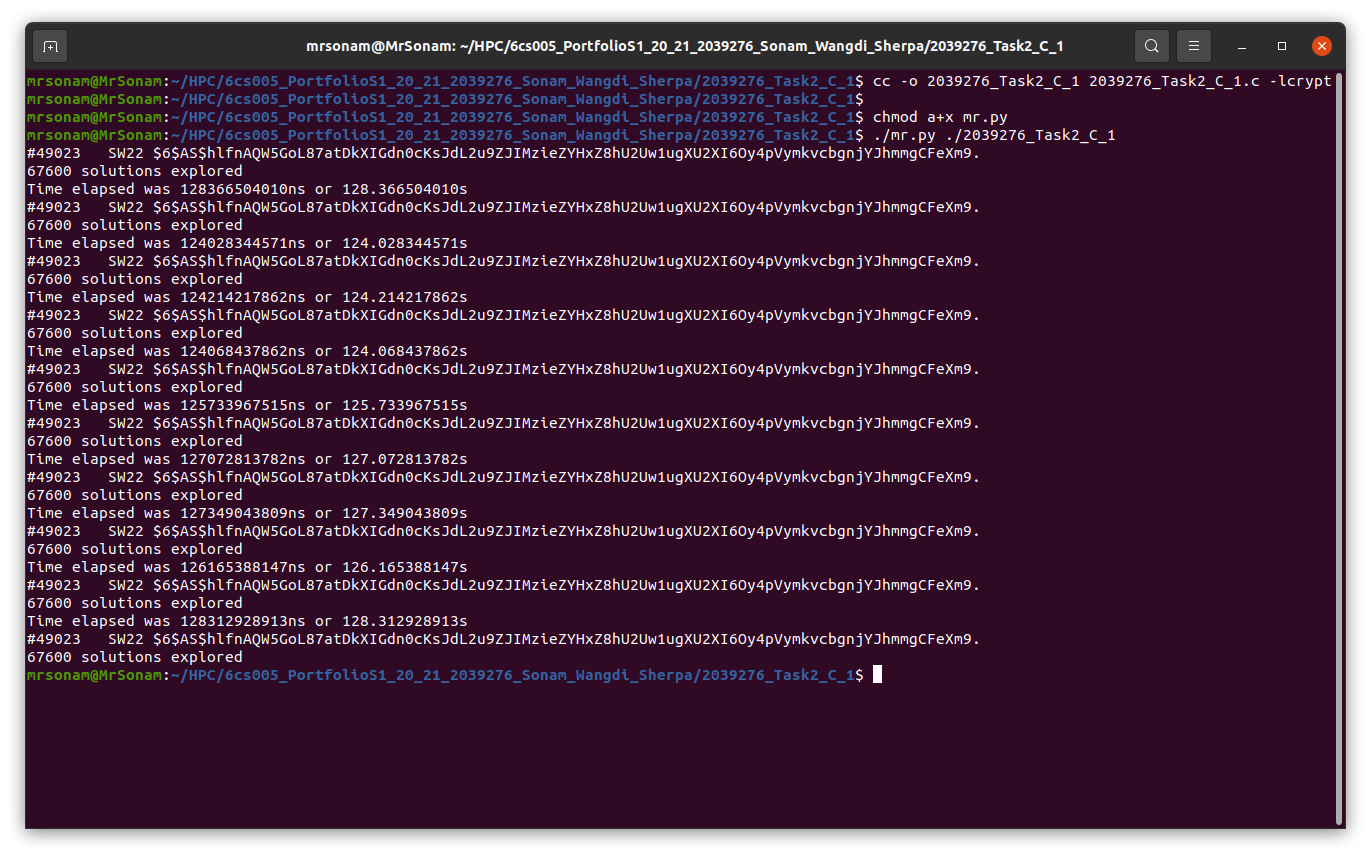 mrsonam@MrSonam: ~/HPC/6cs005_PortfolioS1_20_21_2039276_Sonam_Wangdi_Sherpa/2039276_Task2_C_1
mrsonam@MrSonam:~/HPC/6cs005_PortfolioS1_20_21_2039276_Sonam_Wangdi_Sherpa/2039276_Task2_C_1$ cc -o 2039276_Task2_C_1 2039276_Task2_C_1.c -lcrypt
mrsonam@MrSonam:~/HPC/6cs005_PortfolioS1_20_21_2039276_Sonam_Wangdi_Sherpa/2039276_Task2_C_1$
mrsonam@MrSonam:~/HPC/6cs005_PortfolioS1_20_21_2039276_Sonam_Wangdi_Sherpa/2039276_Task2_C_1$ chmod a+x mr.py
mrsonam@MrSonam:~/HPC/6cs005_PortfolioS1_20_21_2039276_Sonam_Wangdi_Sherpa/2039276_Task2_C_1$ ./mr.py ./2039276_Task2_C_1
#49023   SW22 $6$AS$hlfnAQW5GoL87atDkXIGdn0cKsJdL2u9ZJIMzieZYHxZ8hU2Uw1ugXU2XI6Oy4pVymkvcbgnjYJhmmgCFeXm9.
67600 solutions explored
Time elapsed was 128366504010ns or 128.366504010s
#49023   SW22 $6$AS$hlfnAQW5GoL87atDkXIGdn0cKsJdL2u9ZJIMzieZYHxZ8hU2Uw1ugXU2XI6Oy4pVymkvcbgnjYJhmmgCFeXm9.
67600 solutions explored
Time elapsed was 124028344571ns or 124.028344571s
#49023   SW22 $6$AS$hlfnAQW5GoL87atDkXIGdn0cKsJdL2u9ZJIMzieZYHxZ8hU2Uw1ugXU2XI6Oy4pVymkvcbgnjYJhmmgCFeXm9.
67600 solutions explored
Time elapsed was 124214217862ns or 124.214217862s
#49023   SW22 $6$AS$hlfnAQW5GoL87atDkXIGdn0cKsJdL2u9ZJIMzieZYHxZ8hU2Uw1ugXU2XI6Oy4pVymkvcbgnjYJhmmgCFeXm9.
67600 solutions explored
Time elapsed was 124068437862ns or 124.068437862s
#49023   SW22 $6$AS$hlfnAQW5GoL87atDkXIGdn0cKsJdL2u9ZJIMzieZYHxZ8hU2Uw1ugXU2XI6Oy4pVymkvcbgnjYJhmmgCFeXm9.
67600 solutions explored
Time elapsed was 125733967515ns or 125.733967515s
#49023   SW22 $6$AS$hlfnAQW5GoL87atDkXIGdn0cKsJdL2u9ZJIMzieZYHxZ8hU2Uw1ugXU2XI6Oy4pVymkvcbgnjYJhmmgCFeXm9.
67600 solutions explored
Time elapsed was 127072813782ns or 127.072813782s
#49023   SW22 $6$AS$hlfnAQW5GoL87atDkXIGdn0cKsJdL2u9ZJIMzieZYHxZ8hU2Uw1ugXU2XI6Oy4pVymkvcbgnjYJhmmgCFeXm9.
67600 solutions explored
Time elapsed was 127349043809ns or 127.349043809s
#49023   SW22 $6$AS$hlfnAQW5GoL87atDkXIGdn0cKsJdL2u9ZJIMzieZYHxZ8hU2Uw1ugXU2XI6Oy4pVymkvcbgnjYJhmmgCFeXm9.
67600 solutions explored
Time elapsed was 126165388147ns or 126.165388147s
#49023   SW22 $6$AS$hlfnAQW5GoL87atDkXIGdn0cKsJdL2u9ZJIMzieZYHxZ8hU2Uw1ugXU2XI6Oy4pVymkvcbgnjYJhmmgCFeXm9.
67600 solutions explored
Time elapsed was 128312928913ns or 128.312928913s
#49023   SW22 $6$AS$hlfnAQW5GoL87atDkXIGdn0cKsJdL2u9ZJIMzieZYHxZ8hU2Uw1ugXU2XI6Oy4pVymkvcbgnjYJhmmgCFeXm9.
67600 solutions explored
mrsonam@MrSonam:~/HPC/6cs005_PortfolioS1_20_21_2039276_Sonam_Wangdi_Sherpa/2039276_Task2_C_1$